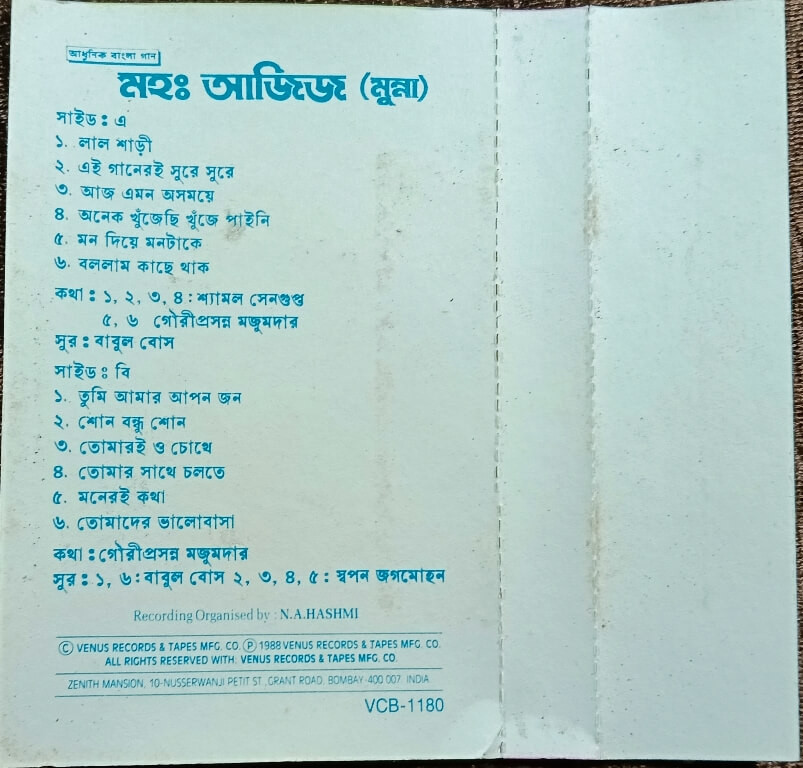 আধুনিক বাংলা গান
মহঃ আজিজ (মুন্না)
সাইড : এ
১. লাল শাড়ী
২. এই গানেরই সুরে সুরে
৩. আজ এমন অসময়ে
৪. অনেক খুঁজেছি খুঁজে পাইনি
৫. মন দিয়ে মনটাকে
৬. বললাম কাছে থাক
কথা : ১, ২, ৩, ৪ : শ্যামল সেনগুপ্ত
৫, ৬ গৌরীপ্রসন্ন মজুমদার
সুর : বাবুল বোস
সাইড : বি
১. তুমি আমার আপন জন
২. শোন বন্ধু শোন
৩. তোমারই ও চোখে
৪. তোমার সাথে চলতে
৫. মনেরই কথা
৬. তোমাদের ভালোবাসা
কথা : গৌরীপ্রসন্ন মজুমদার
সুর : ১, ৬ : বাবুল বোস ২, ৩, ৪, ৫ : স্বপন জগমোহন
Recording Organised by : N.A.HASHMI
© VENUS RECORDS & TAPES MFG. CO. ℗ 1988 VENUS RECORDS & TAPES MFG. CO.
ALL RIGHTS RESERVED WITH: VENUS RECORDS & TAPES MFG. CO.
ZENITH MANSION, 10-NUSSERWANJI PETIT ST., GRANT ROAD, BOMBAY-400 007. INDIA.
VCB-1180